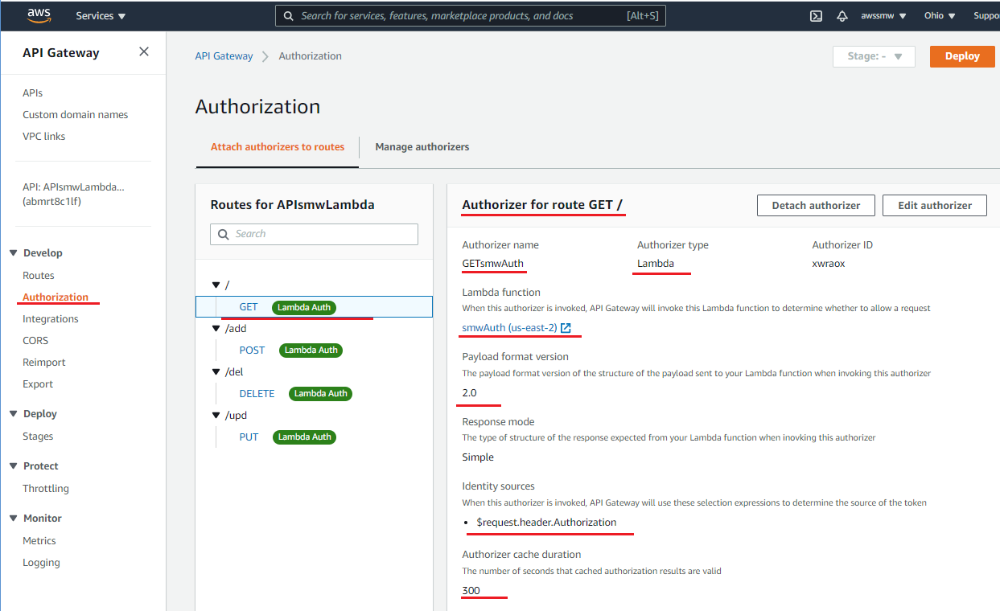 aws
Services
Search for services, features, marketplace products, and docs
[Alt+S]
awssmw
Ohio
Suppo
API Gateway
APIs
Custom domain names
VPC links
API: APIsmwLambda...
(abmrt8c1lf)
Develop
Routes
Authorization
Integrations
CORS
Reimport
Export
Deploy
Stages
Protect
Throttling
Monitor
Metrics
Logging
API Gateway
Authorization
Stage: -
Deploy
Authorization
Attach authorizers to routes
Manage authorizers
Routes for APIsmwLambda
Search
/
GET Lambda Auth
/add
POST Lambda Auth
/del
DELETE Lambda Auth
/upd
PUT Lambda Auth
Authorizer for route GET /
Detach authorizer
Edit authorizer
Authorizer name
GETsmwAuth
Authorizer type
Lambda
Authorizer ID
xwraox
Lambda function
When this authorizer is invoked, API Gateway will invoke this Lambda function to determine whether to allow a request
smwAuth (us-east-2)
Payload format version
The payload format version of the structure of the payload sent to your Lambda function when invoking this authorizer
2.0
Response mode
The type of structure of the response expected from your Lambda function when inovking this authorizer
Simple
Identity sources
When this authorizer is invoked, API Gateway will use these selection expressions to determine the source of the token
• $request.header.Authorization
Authorizer cache duration
The number of seconds that cached authorization results are valid
300